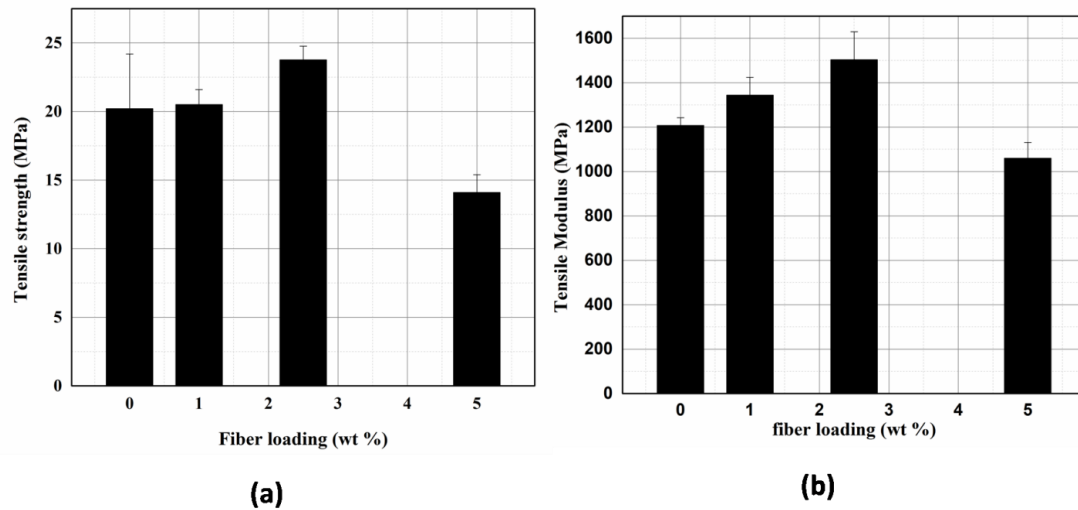 25
20
15
10
5
0
Tensile strength (MPa)
0 1 2 3 4 5
Fiber loading (wt %)
(a)
1600
1400
1200
1000
800
600
400
200
0
Tensile Modulus (MPa)
0 1 2 3 4 5
fiber loading (wt %)
(b)